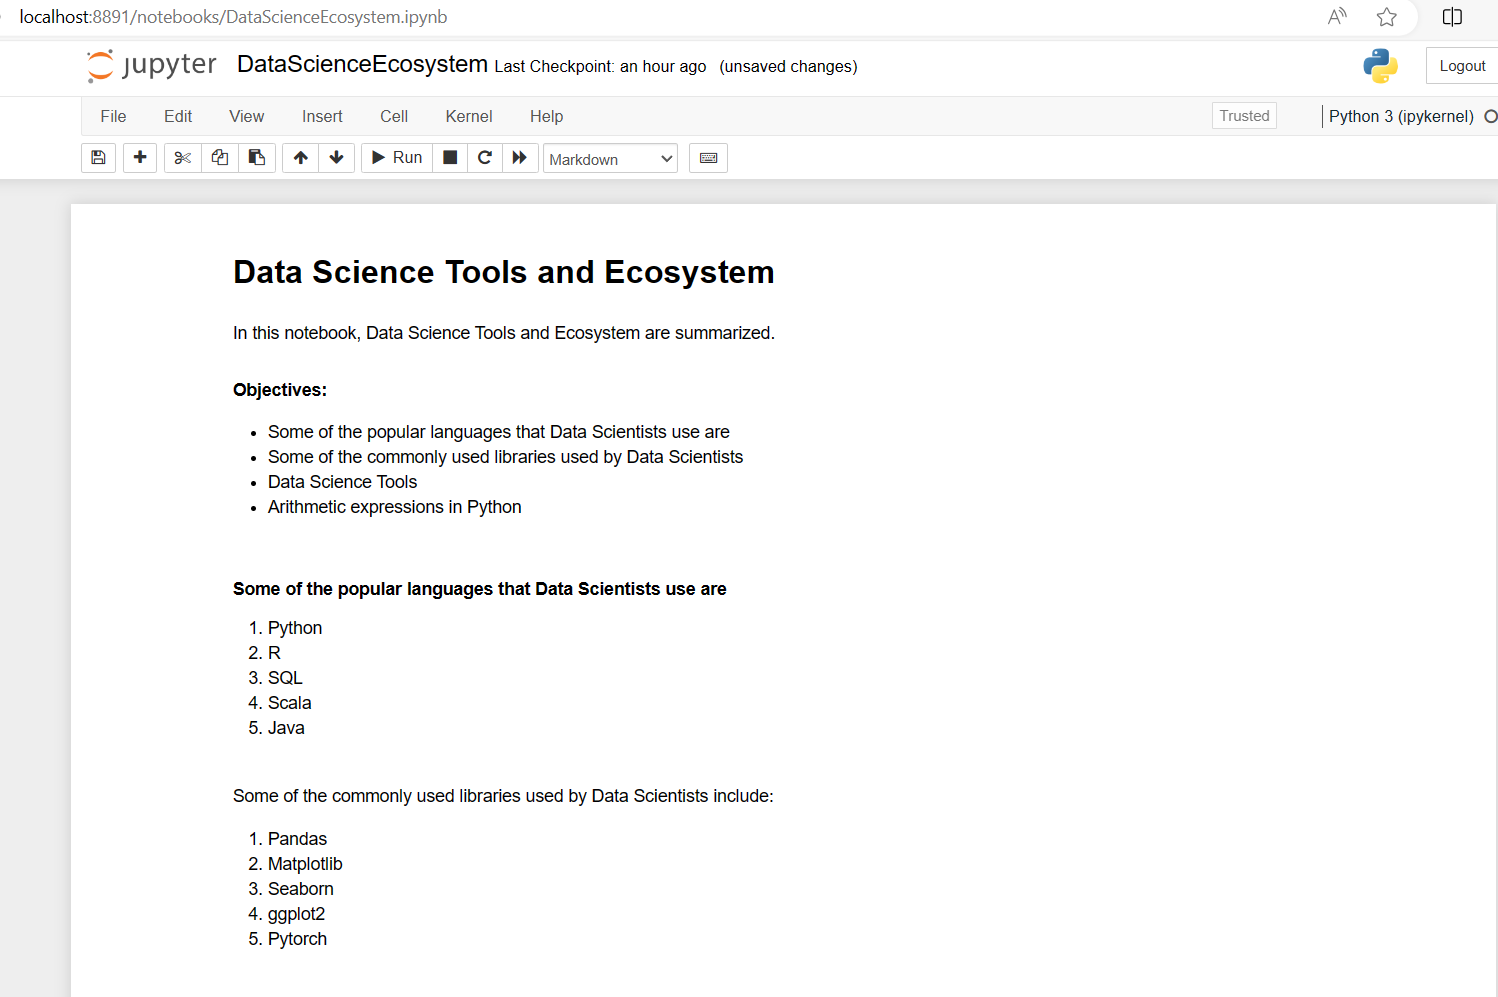 localhost:8891/notebooks/DataScienceEcosystem.ipynb
jupyter DataScienceEcosystem Last Checkpoint: an hour ago (unsaved changes)
Logout
File Edit View Insert Cell Kernel Help
Trusted
Python 3 (ipykernel)
Run
Markdown
Data Science Tools and Ecosystem
In this notebook, Data Science Tools and Ecosystem are summarized.
Objectives:
• Some of the popular languages that Data Scientists use are
• Some of the commonly used libraries used by Data Scientists
• Data Science Tools
• Arithmetic expressions in Python
Some of the popular languages that Data Scientists use are
1. Python
2. R
3. SQL
4. Scala
5. Java
Some of the commonly used libraries used by Data Scientists include:
1. Pandas
2. Matplotlib
3. Seaborn
4. ggplot2
5. Pytorch